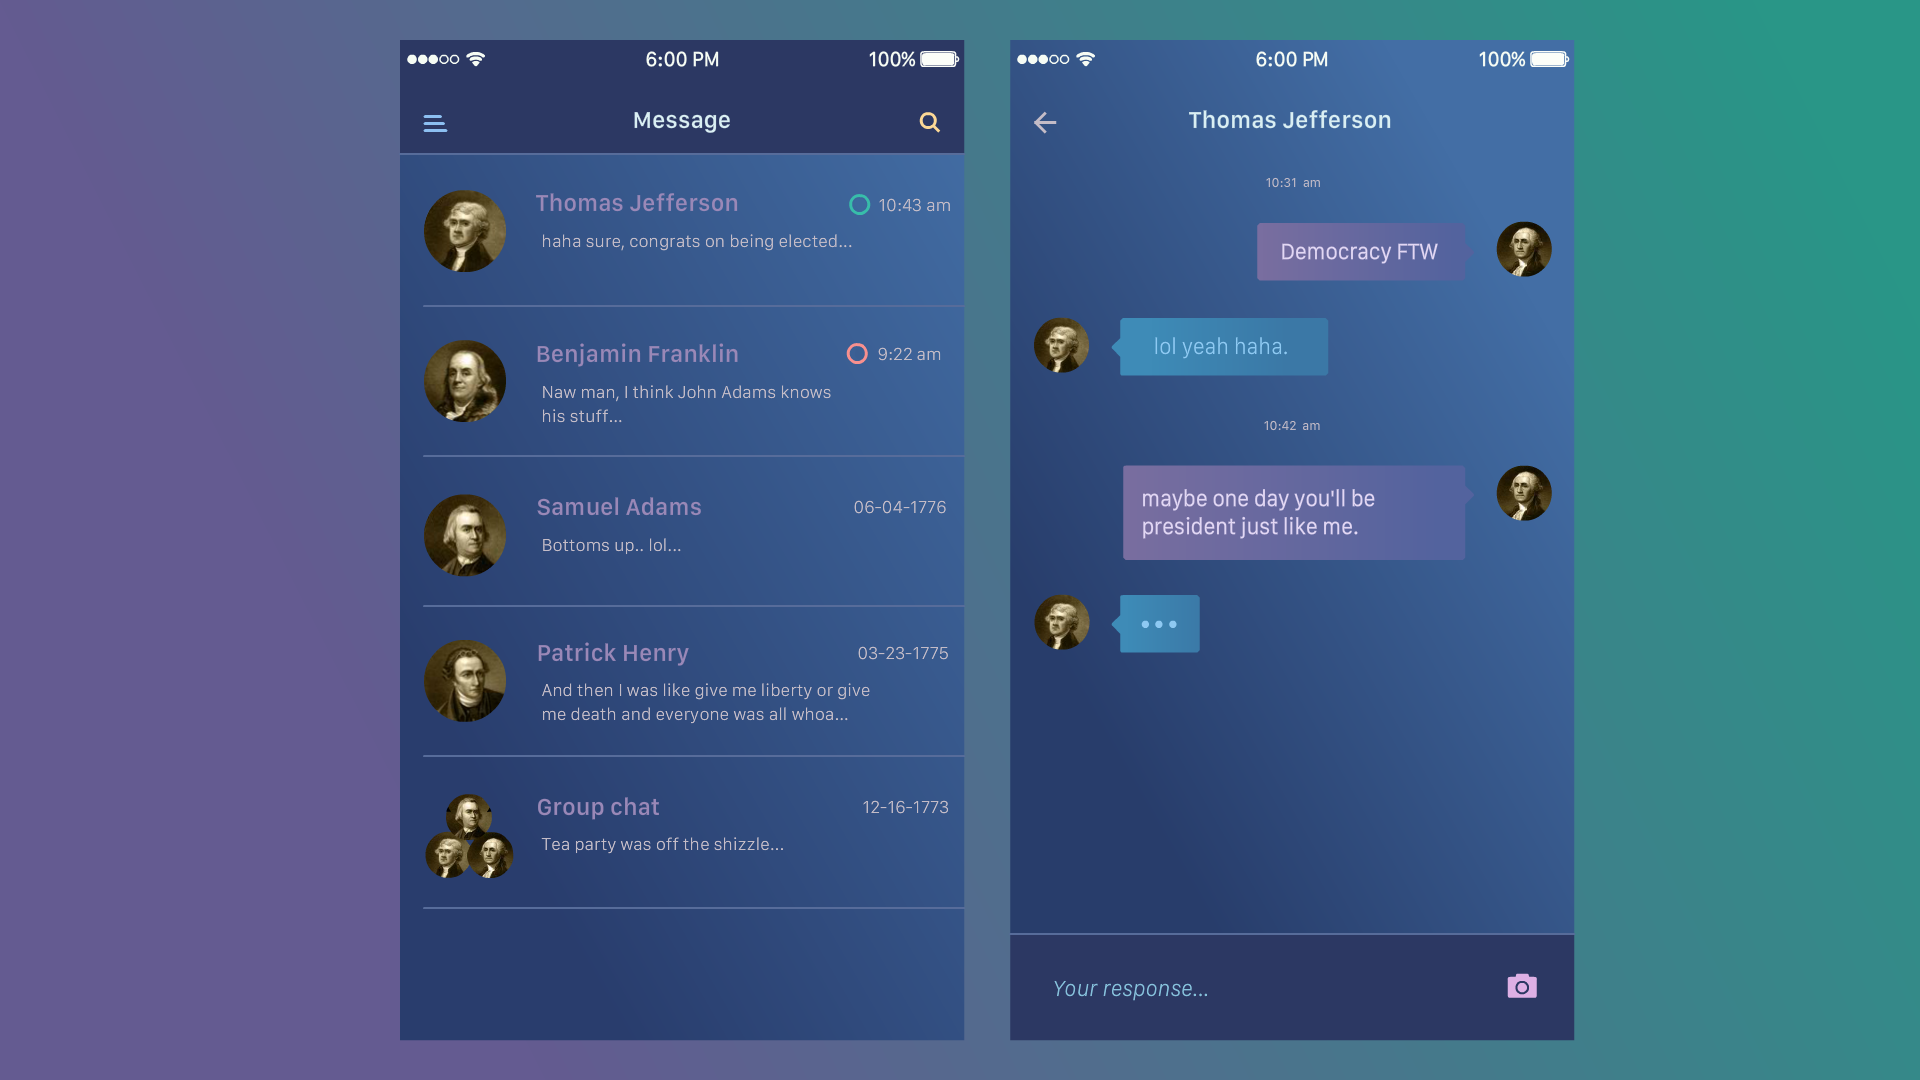 6:00 PM
100%
Message
Thomas Jefferson
10:43 am
haha sure, congrats on being elected...
Benjamin Franklin
9:22 am
Naw man, I think John Adams knows
his stuff...
Samuel Adams
06-04-1776
Bottoms up.. lol...
Patrick Henry
03-23-1775
And then I was like give me liberty or give
me death and everyone was all whoa...
Group chat
12-16-1773
Tea party was off the shizzle...
6:00 PM
100%
Thomas Jefferson
10:31 am
Democracy FTW
lol yeah haha.
10:42 am
maybe one day you'll be
president just like me.
Your response...